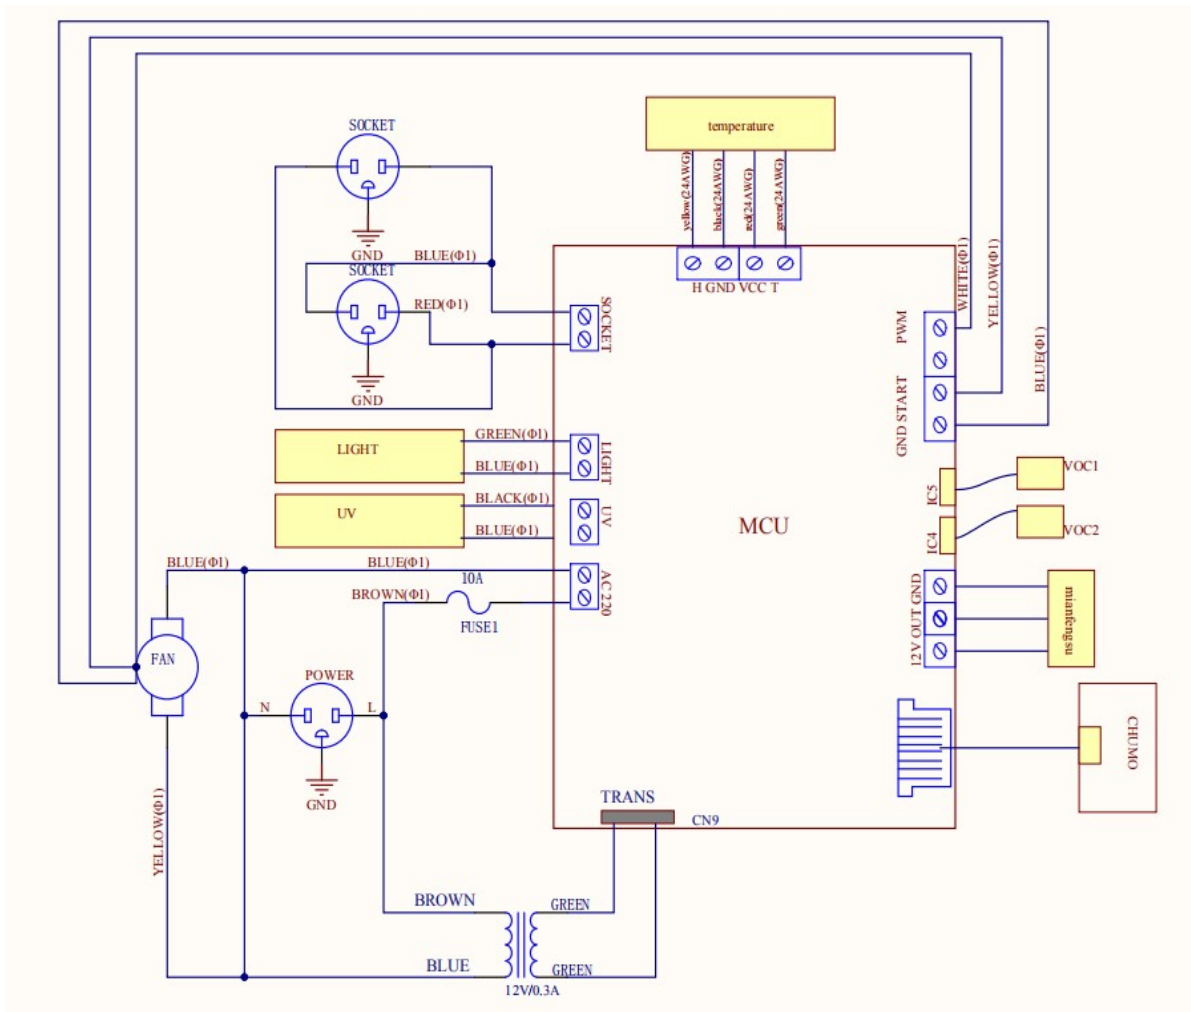 SOCKET
temperature
yellow(24AWG)
black(24AWG)
red(24AWG)
green(24AWG)
GND
SOCKET
BLUE(Φ1)
RED(Φ1)
GND
SOCKET
H GND VCC T
WHITE(Φ1)
YELLOW(Φ1)
BLUE(Φ1)
PWM
GND START
LIGHT
GREEN(Φ1)
BLUE(Φ1)
LIGHT
UV
BLACK(Φ1)
BLUE(Φ1)
UV
MCU
IC5
VOC1
IC4
VOC2
BLUE(Φ1)
BLUE(Φ1)
10A
BROWN(Φ1)
FUSE1
AC 220
12V OUT GND
mianfengsu
FAN
POWER
N
L
GND
CHUMO
YELLOW(Φ1)
TRANS
CN9
BROWN
GREEN
BLUE
GREEN
12V/0.3A